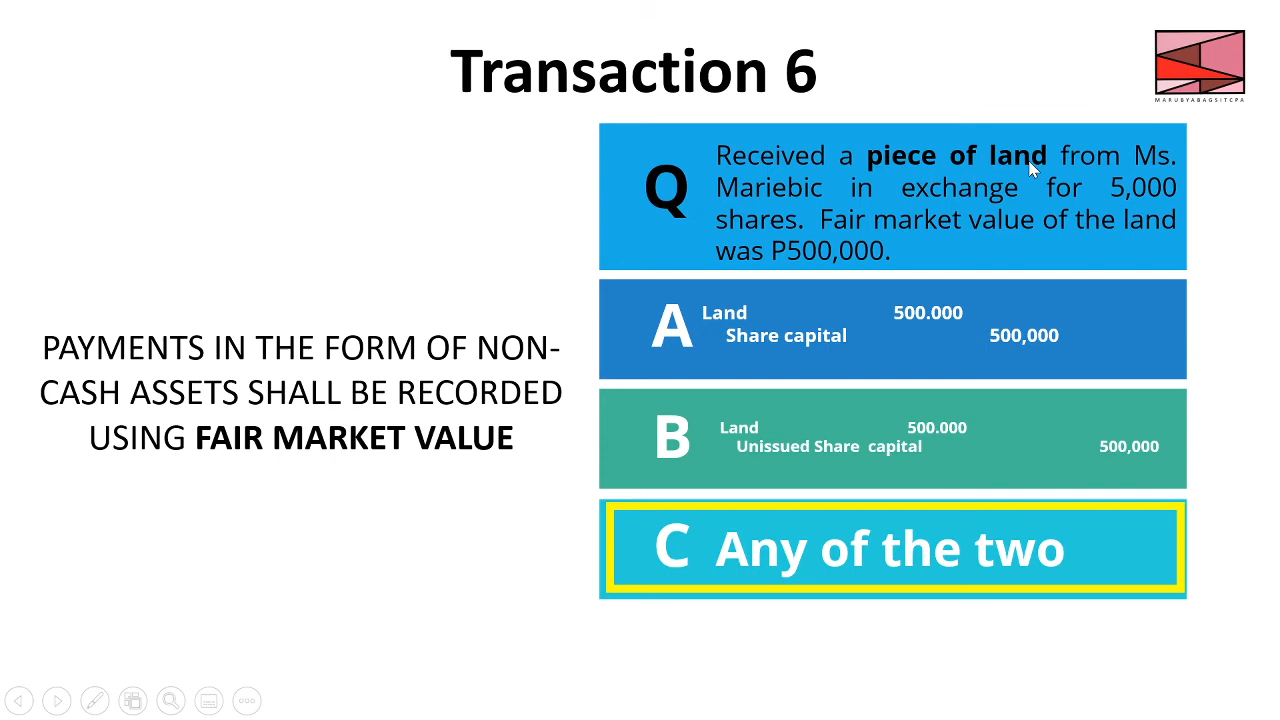 Transaction 6
MARUBYABAGSITCPA
Q
Received a piece of land from Ms.
Mariebic in exchange for 5,000
shares. Fair market value of the land
was P500,000.
A
Land 500.000
Share capital 500,000
PAYMENTS IN THE FORM OF NON-
CASH ASSETS SHALL BE RECORDED
USING FAIR MARKET VALUE
B
Land 500.000
Unissued Share capital 500,000
C Any of the two